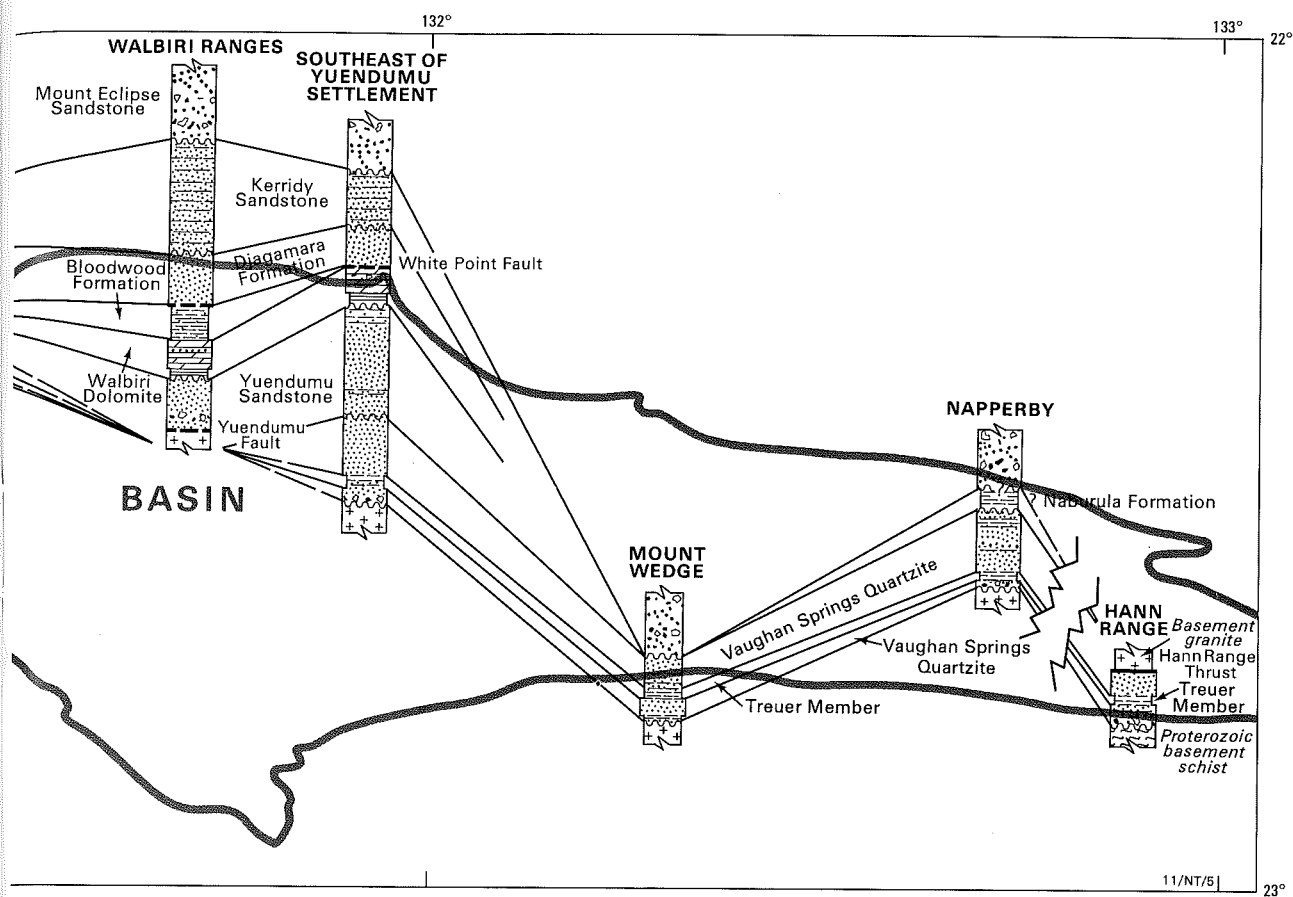 132°
133°
22°
WALBIRI RANGES
SOUTHEAST OF
YUENDUMU
SETTLEMENT
Mount Eclipse
Sandstone
Kerridy
Sandstone
Djagamara
Formation
Bloodwood
Formation
White Point Fault
Walbiri
Dolomite
Yuendumu
Sandstone
Yuendumu
Fault
BASIN
NAPPERBY
? Naburula Formation
MOUNT
WEDGE
Vaughan Springs Quartzite
Vaughan Springs
Quartzite
Treuer Member
HANN
RANGE
Basement
granite
Hann Range
Thrust
Treuer
Member
Proterozoic
basement
schist
11/NT/5
23°